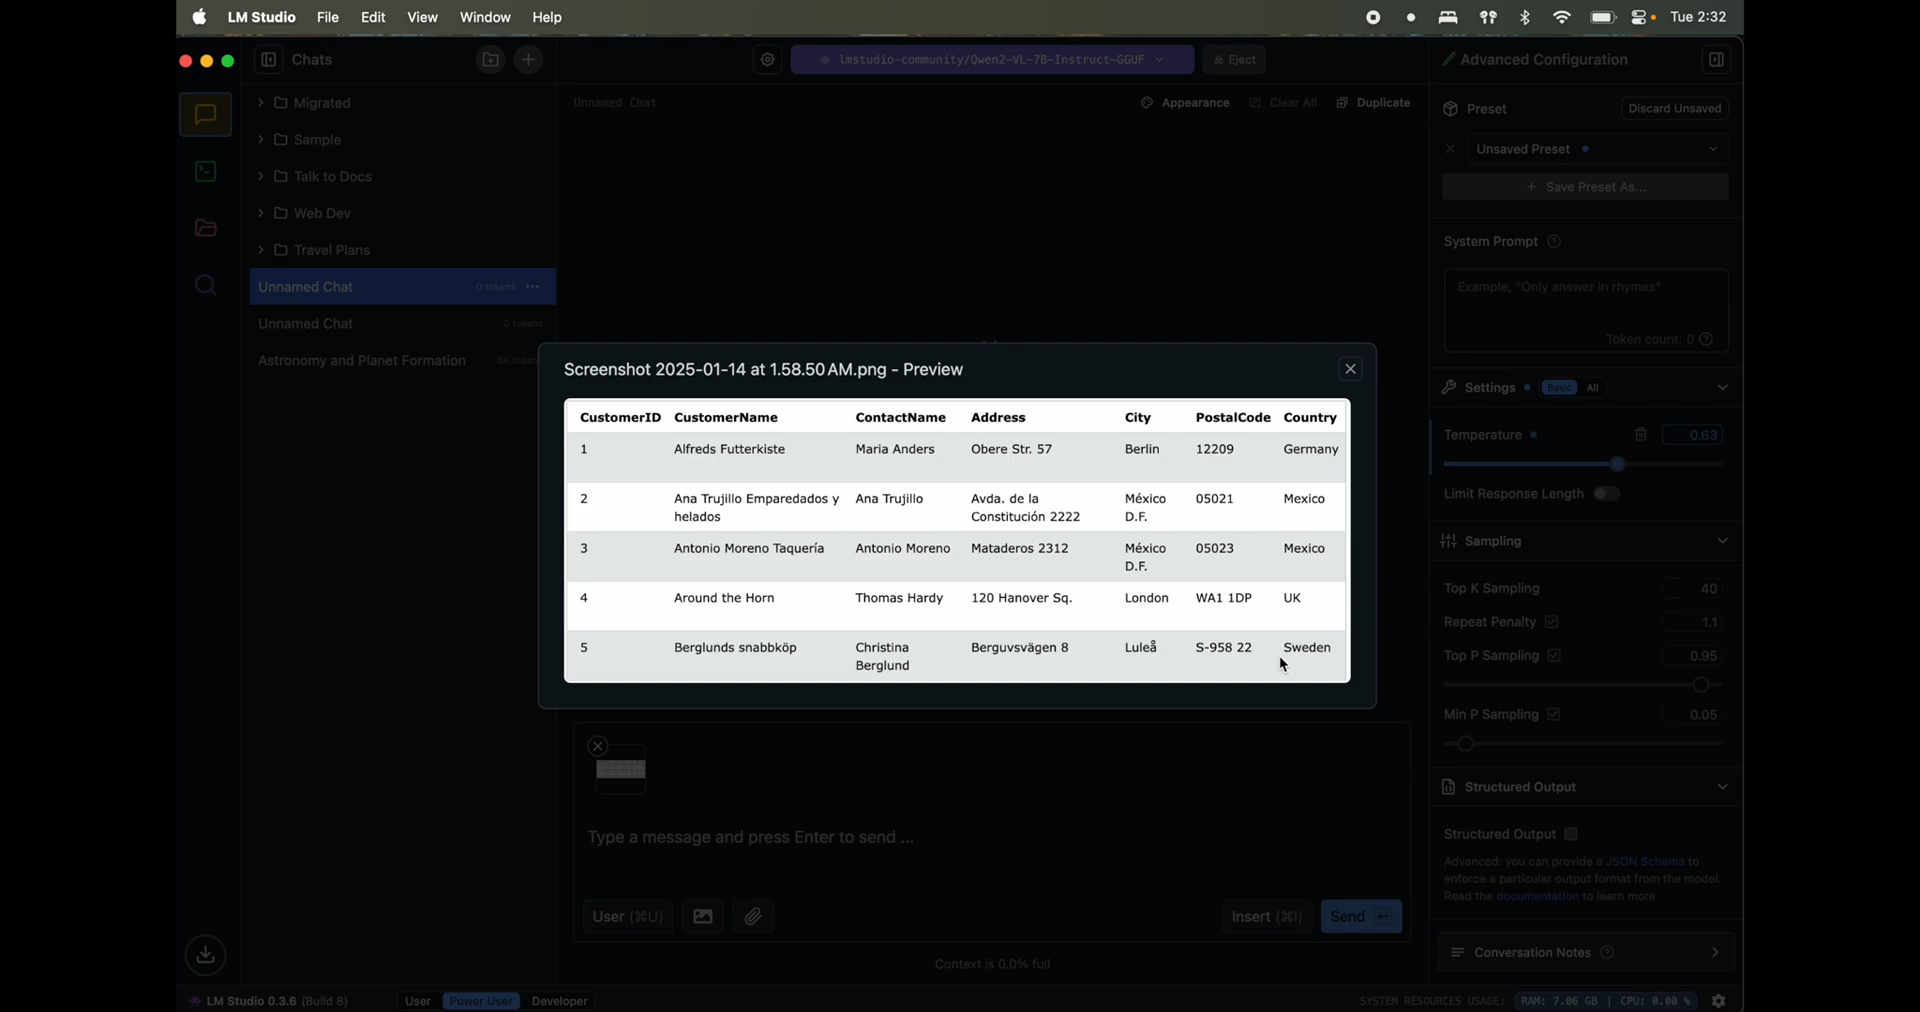 LM Studio File Edit View Window Help Tue 2:32
Chats
lmstudio-community/Qwen2-VL-7B-Instruct-GGUF Eject
Advanced Configuration
Migrated
Sample
Talk to Docs
Web Dev
Travel Plans
Unnamed Chat 0 tokens ...
Unnamed Chat 0 tokens
Astronomy and Planet Formation 5K
Unnamed Chat Appearance Clear All Duplicate
Screenshot 2025-01-14 at 1.58.50 AM.png - Preview
CustomerID CustomerName ContactName Address City PostalCode Country
1 Alfreds Futterkiste Maria Anders Obere Str. 57 Berlin 12209 Germany
2 Ana Trujillo Emparedados y Ana Trujillo Avda. de la México 05021 Mexico
helados Constitución 2222 D.F.
3 Antonio Moreno Taquería Antonio Moreno Mataderos 2312 México 05023 Mexico
D.F.
4 Around the Horn Thomas Hardy 120 Hanover Sq. London WA1 1DP UK
5 Berglunds snabbköp Christina Berguvsvägen 8 Luleå S-958 22 Sweden
Berglund
Type a message and press Enter to send ...
User (⌘U) Insert (⌘I) Send
Context is 0.0% full
Preset Discard Unsaved
Unsaved Preset
+ Save Preset As...
System Prompt
Example, "Only answer in rhymes"
Token count: 0
Settings Basic All
Temperature 0.63
Limit Response Length
Sampling
Top K Sampling 40
Repeat Penalty 1.1
Top P Sampling 0.95
Min P Sampling 0.05
Structured Output
Structured Output
Advanced: you can provide a JSON Schema to
enforce a particular output format from the model.
Read the documentation to learn more
Conversation Notes
LM Studio 0.3.6 (Build 8) User Power User Developer SYSTEM RESOURCES USAGE: RAM: 7.06 GB | CPU: 0.00 %